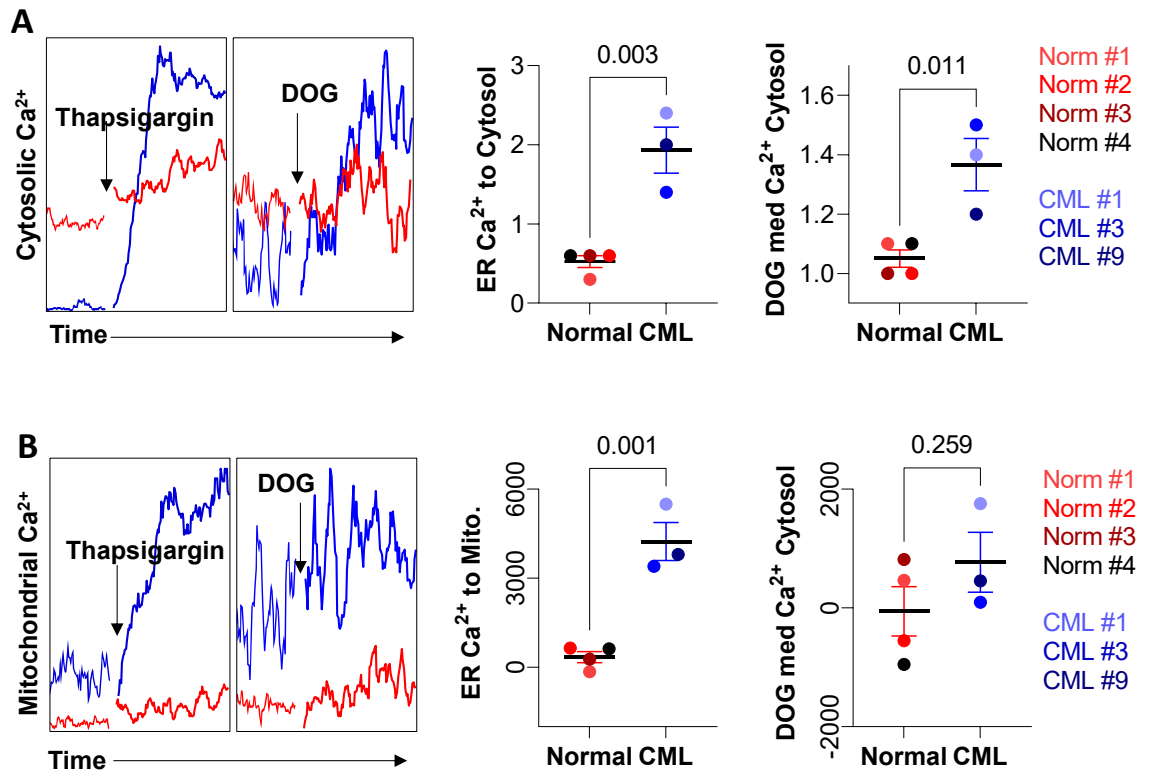 A
Cytosolic Ca²⁺
Thapsigargin
DOG
Time
ER Ca²⁺ to Cytosol
3
2
1
0
0.003
Normal CML
DOG med Ca²⁺ Cytosol
1.6
1.4
1.2
1.0
0.011
Normal CML
Norm #1
Norm #2
Norm #3
Norm #4
CML #1
CML #3
CML #9
B
Mitochondrial Ca²⁺
Thapsigargin
DOG
Time
ER Ca²⁺ to Mito.
6000
3000
0
0.001
Normal CML
DOG med Ca²⁺ Cytosol
2000
0
-2000
0.259
Normal CML
Norm #1
Norm #2
Norm #3
Norm #4
CML #1
CML #3
CML #9